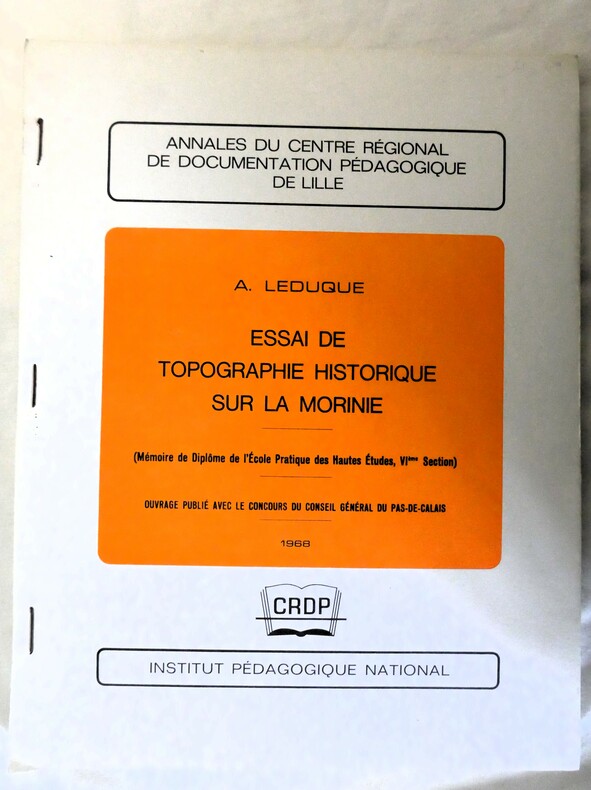 ANNALES DU CENTRE RÉGIONAL
DE DOCUMENTATION PÉDAGOGIQUE
DE LILLE
A. LEDUQUE
ESSAI DE
TOPOGRAPHIE HISTORIQUE
SUR LA MORINIE
(Mémoire de Diplôme de l'École Pratique des Hautes Études, VIème Section)
OUVRAGE PUBLIÉ AVEC LE CONCOURS DU CONSEIL GÉNÉRAL DU PAS-DE-CALAIS
1968
CRDP
INSTITUT PÉDAGOGIQUE NATIONAL